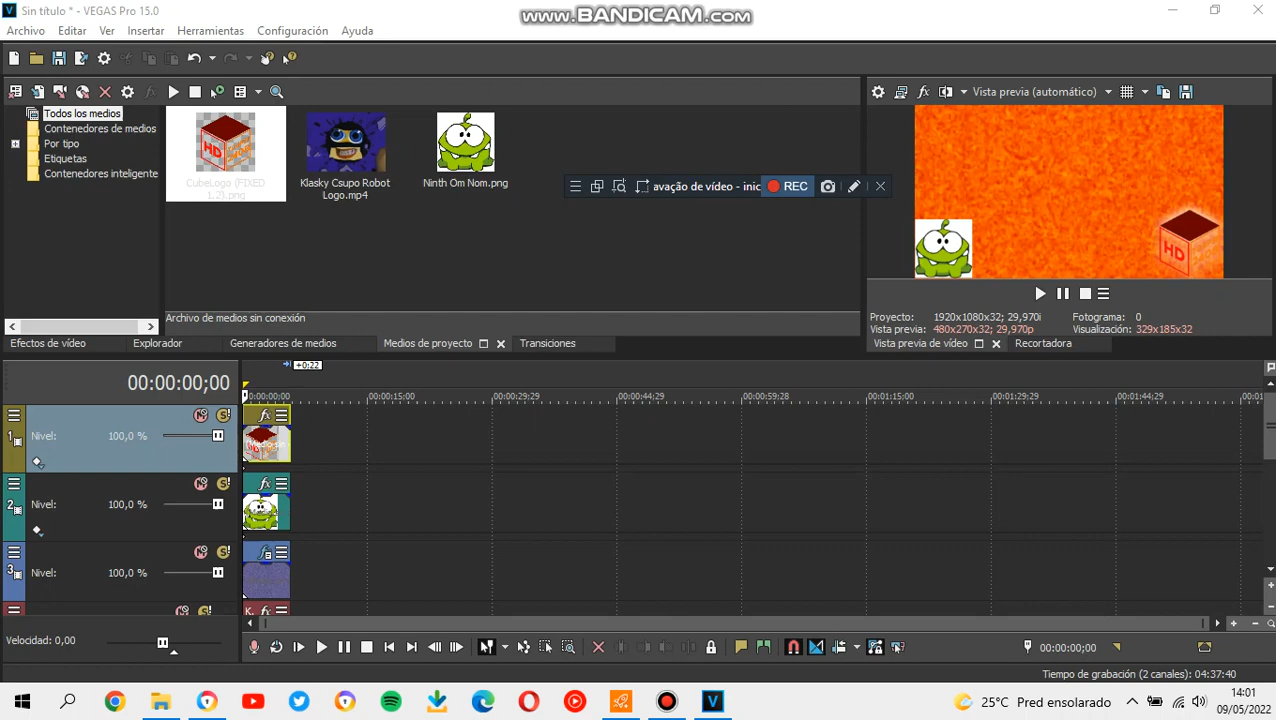 Sin título * - VEGAS Pro 15.0
www.BANDICAM.com
Archivo Editar Ver Insertar Herramientas Configuración Ayuda
Todos los medios
Contenedores de medios
Por tipo
Etiquetas
Contenedores inteligente
HD
CubeLogo (FIXED 1.2).png
Klasky Csupo Robot Logo.mp4
Ninth Om Nom.png
avação de vídeo - inic
REC
Vista previa (automático)
HD
Archivo de medios sin conexión
Proyecto: 1920x1080x32; 29,970i Fotograma: 0
Vista previa: 480x270x32; 29,970p Visualización: 329x185x32
Efectos de vídeo Explorador Generadores de medios Medios de proyecto Transiciones
Vista previa de vídeo Recortadora
+0;22
00:00:00;00
00:00:00;00 00:00:15;00 00:00:29;29 00:00:44;29 00:00:59;28 00:01:15;00 00:01:29;29 00:01:44;29 00:0
1 Nivel: 100,0 %
HD
2 Nivel: 100,0 %
3 Nivel: 100,0 %
K.
Velocidad: 0,00
00:00:00;00
Tiempo de grabación (2 canales): 04:37:40
25°C Pred ensolarado
14:01
09/05/2022